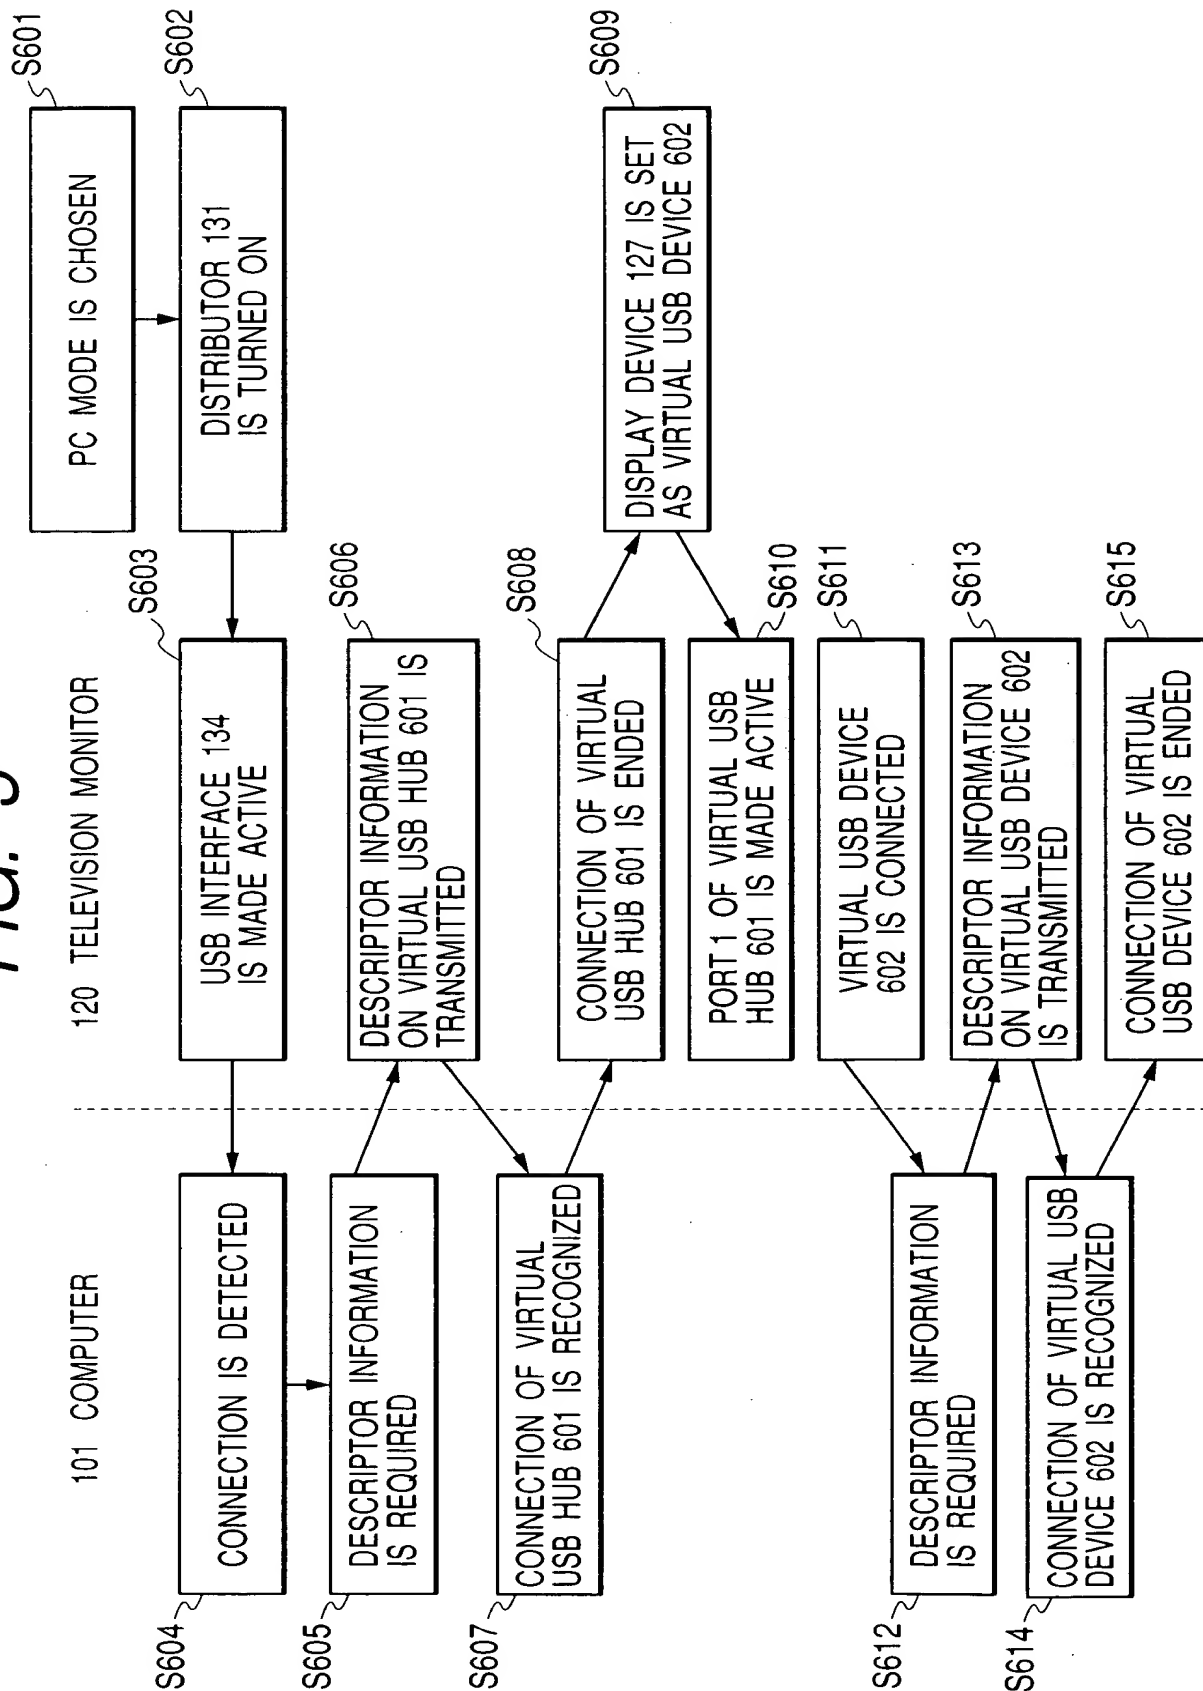 101 COMPUTER
120 TELEVISION MONITOR
S601
PC MODE IS CHOSEN
S602
DISTRIBUTOR 131
IS TURNED ON
S603
USB INTERFACE 134
IS MADE ACTIVE
S604
CONNECTION IS DETECTED
S605
DESCRIPTOR INFORMATION
IS REQUIRED
S606
DESCRIPTOR INFORMATION
ON VIRTUAL USB HUB 601 IS
TRANSMITTED
S607
CONNECTION OF VIRTUAL
USB HUB 601 IS RECOGNIZED
S608
CONNECTION OF VIRTUAL
USB HUB 601 IS ENDED
S609
DISPLAY DEVICE 127 IS SET
AS VIRTUAL USB DEVICE 602
S610
PORT 1 OF VIRTUAL USB
HUB 601 IS MADE ACTIVE
S611
VIRTUAL USB DEVICE
602 IS CONNECTED
S612
DESCRIPTOR INFORMATION
IS REQUIRED
S613
DESCRIPTOR INFORMATION
ON VIRTUAL USB DEVICE 602
IS TRANSMITTED
S614
CONNECTION OF VIRTUAL USB
DEVICE 602 IS RECOGNIZED
S615
CONNECTION OF VIRTUAL
USB DEVICE 602 IS ENDED